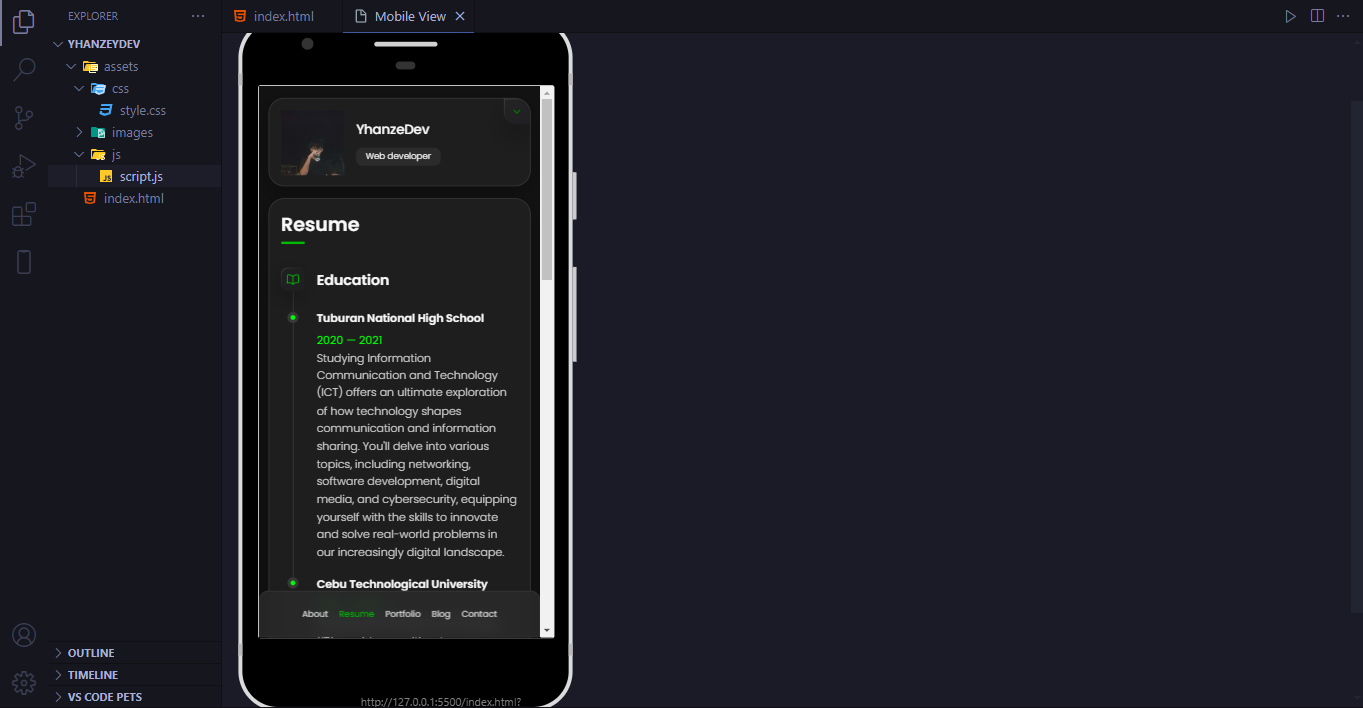 EXPLORER
index.html
Mobile View
YHANZEYDEV
assets
css
style.css
images
js
JS script.js
index.html
OUTLINE
TIMELINE
VS CODE PETS
YhanzeDev
Web developer
Resume
Education
Tuburan National High School
2020 — 2021
Studying Information
Communication and Technology
(ICT) offers an ultimate exploration
of how technology shapes
communication and information
sharing. You'll delve into various
topics, including networking,
software development, digital
media, and cybersecurity, equipping
yourself with the skills to innovate
and solve real-world problems in
our increasingly digital landscape.
Cebu Technological University
About Resume Portfolio Blog Contact
http://127.0.0.1:5500/index.html?